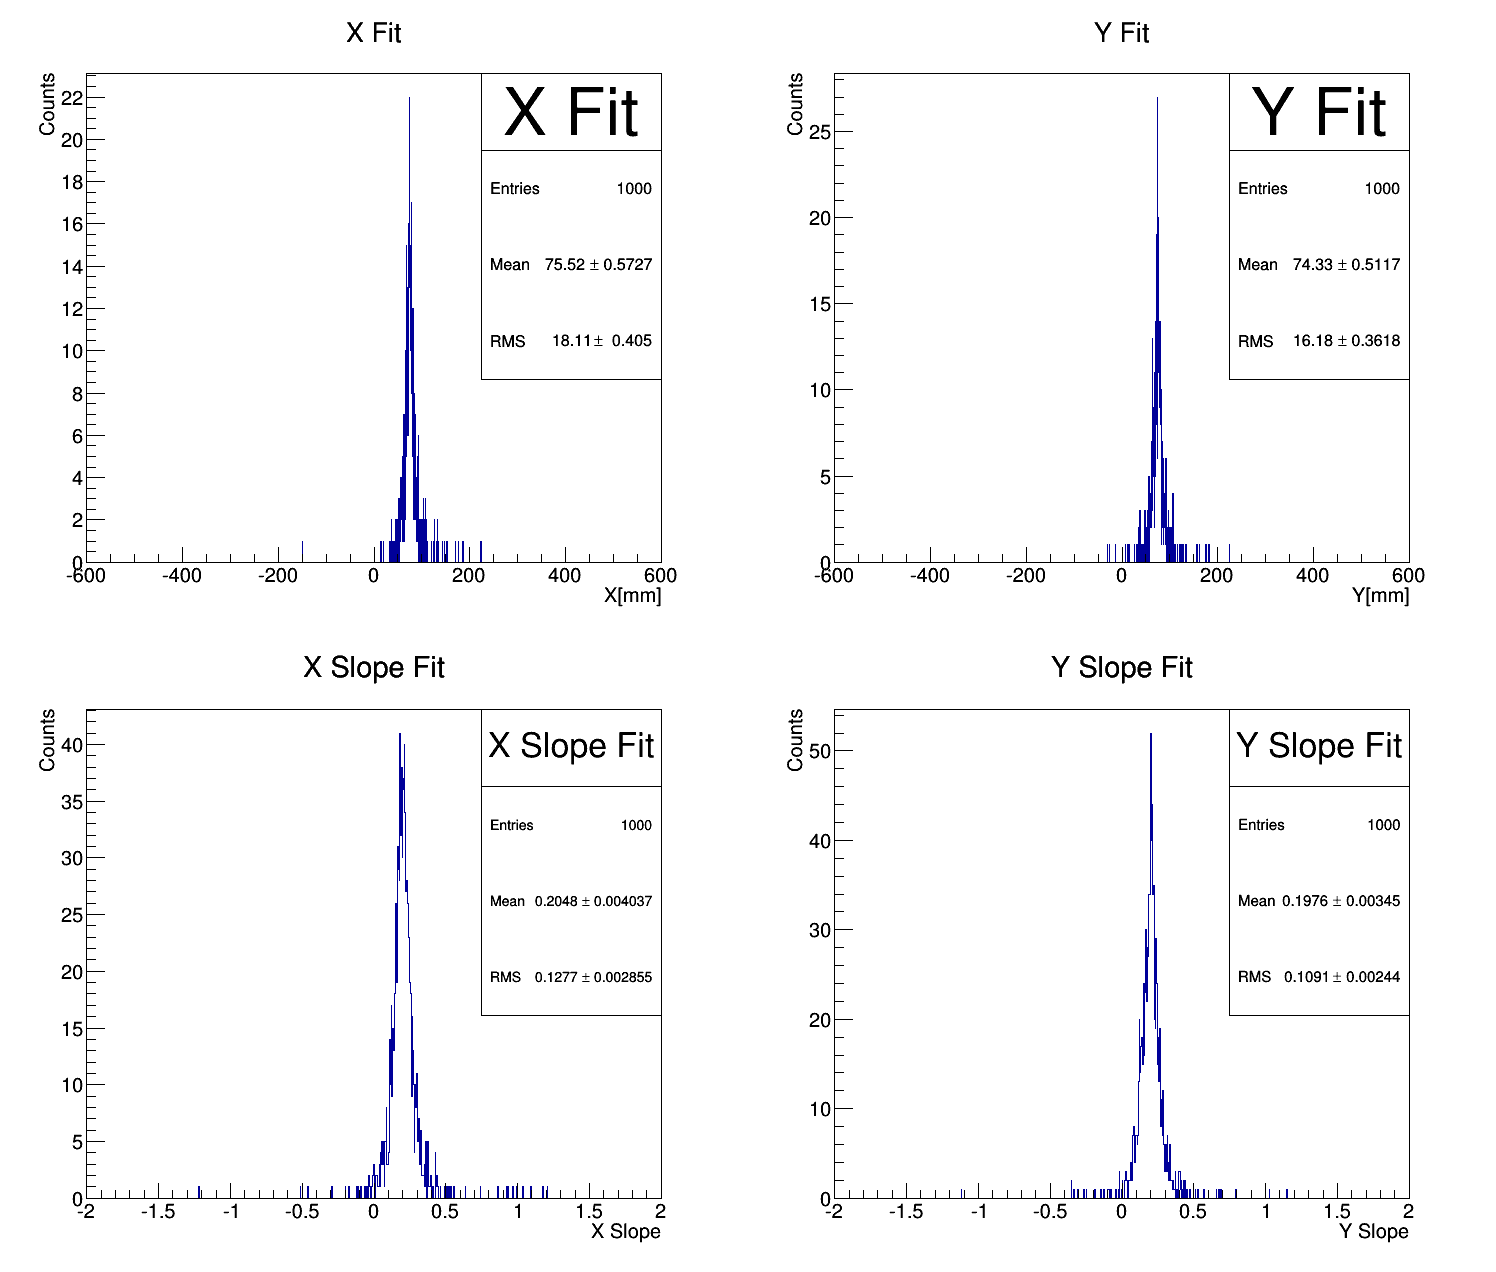 X Fit
Counts
22
20
18
16
14
12
10
8
6
4
2
0
-600 -400 -200 0 200 400 600
X[mm]
X Fit
Entries 1000
Mean 75.52 ± 0.5727
RMS 18.11 ± 0.405
Y Fit
Counts
25
20
15
10
5
0
-600 -400 -200 0 200 400 600
Y[mm]
Y Fit
Entries 1000
Mean 74.33 ± 0.5117
RMS 16.18 ± 0.3618
X Slope Fit
Counts
40
35
30
25
20
15
10
5
0
-2 -1.5 -1 -0.5 0 0.5 1 1.5 2
X Slope
X Slope Fit
Entries 1000
Mean 0.2048 ± 0.004037
RMS 0.1277 ± 0.002855
Y Slope Fit
Counts
50
40
30
20
10
0
-2 -1.5 -1 -0.5 0 0.5 1 1.5 2
Y Slope
Y Slope Fit
Entries 1000
Mean 0.1976 ± 0.00345
RMS 0.1091 ± 0.00244